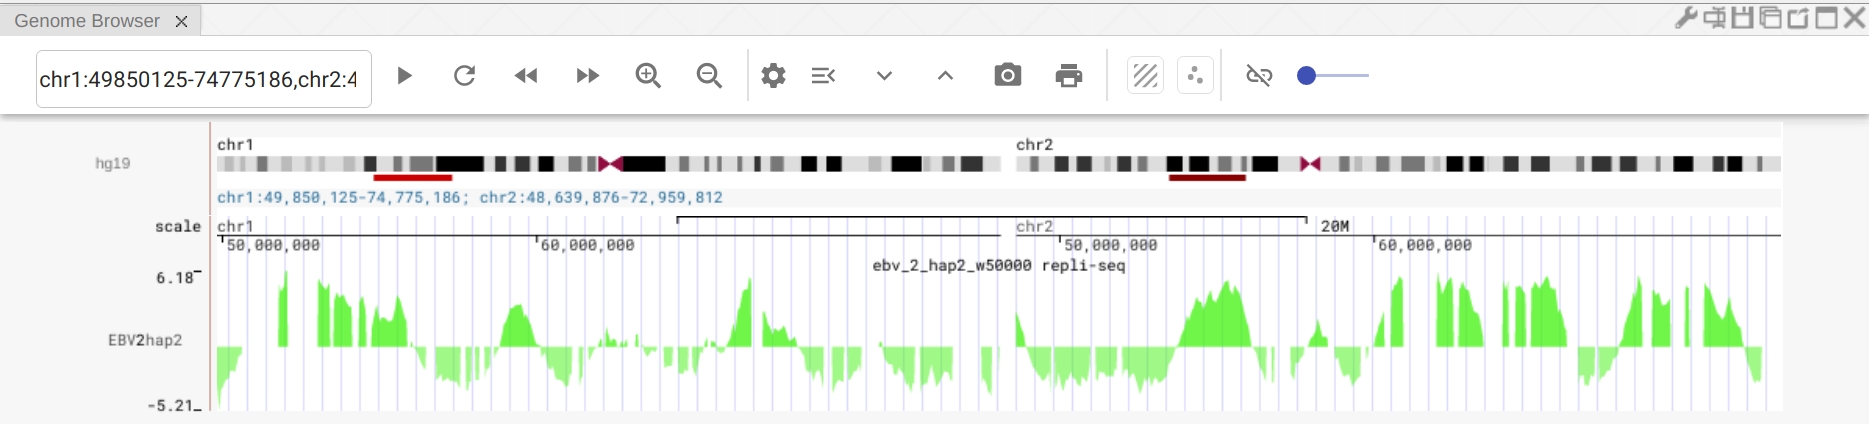 Genome Browser
chr1:49850125-74775186,chr2:4
chr1 chr2
hg19
chr1:49,850,125-74,775,186; chr2:48,639,876-72,959,812
scale chr1 chr2 20M
50,000,000 60,000,000 50,000,000 60,000,000
ebv_2_hap2_w50000 repli-seq
6.18
EBV2hap2
-5.21